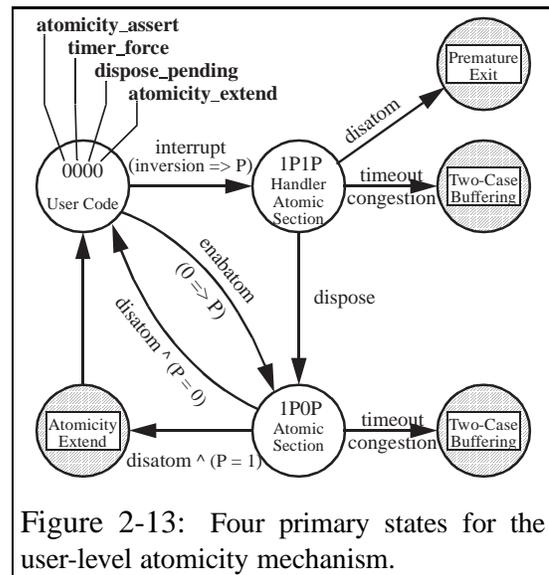 atomicity_assert
timer_force
dispose_pending
atomicity_extend
0000
User Code
interrupt
(inversion => P)
1P1P
Handler
Atomic
Section
disatom
Premature
Exit
timeout
congestion
Two-Case
Buffering
enabatom
(0 => P)
disatom ^ (P = 0)
dispose
1P0P
Atomic
Section
timeout
congestion
Two-Case
Buffering
disatom ^ (P = 1)
Atomicity
Extend
Figure 2-13: Four primary states for the
user-level atomicity mechanism.